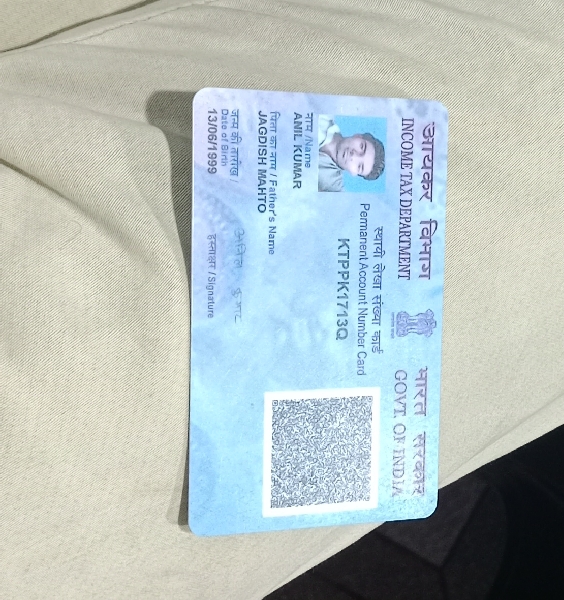 आयकर विभाग
INCOME TAX DEPARTMENT
भारत सरकार
GOVT. OF INDIA
स्थायी लेखा संख्या कार्ड
Permanent Account Number Card
KTPPK1713Q
नाम /Name
ANIL KUMAR
पिता का नाम / Father's Name
JAGDISH MAHTO
जन्म की तारीख
Date of Birth
13/06/1999
अनिल कुमार
हस्ताक्षर /Signature